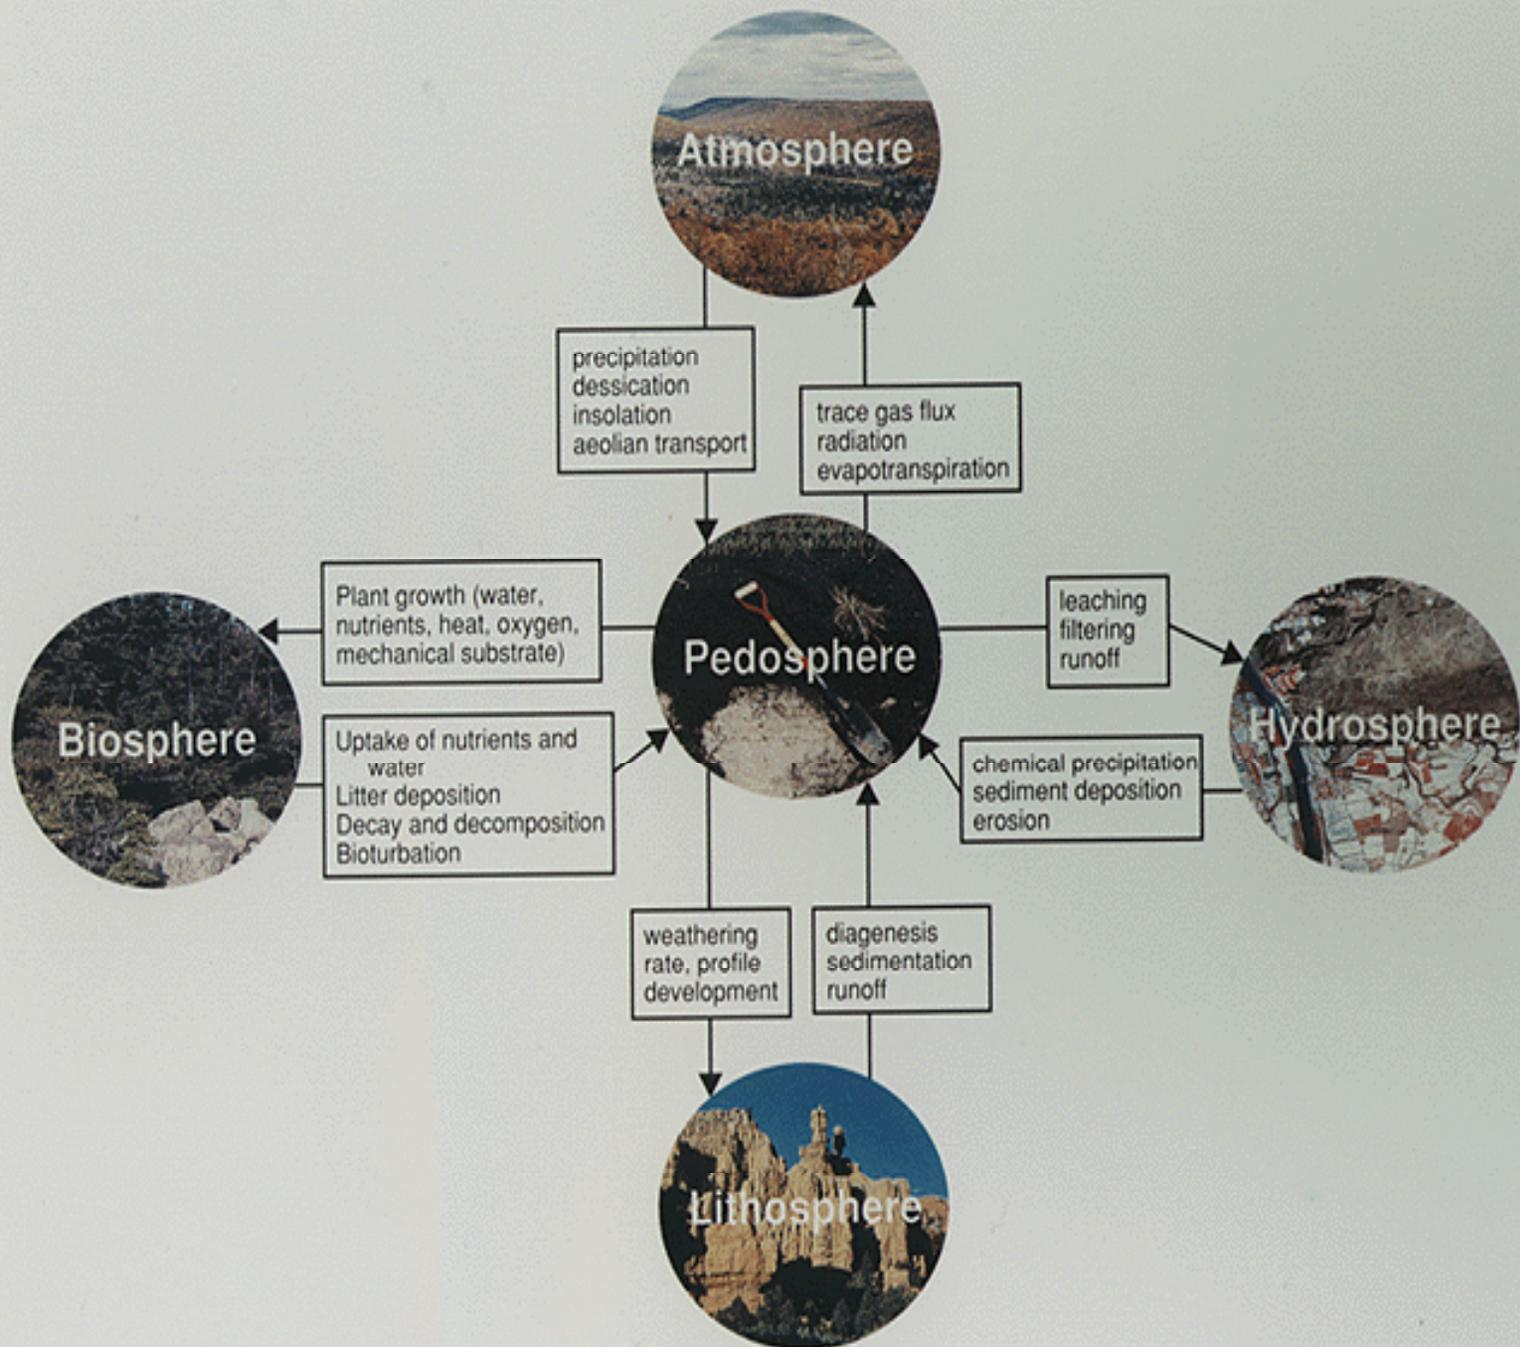 Atmosphere
precipitation
dessication
insolation
aeolian transport
trace gas flux
radiation
evapotranspiration
Plant growth (water,
nutrients, heat, oxygen,
mechanical substrate)
Pedosphere
leaching
filtering
runoff
Biosphere
Uptake of nutrients and
water
Litter deposition
Decay and decomposition
Bioturbation
Hydrosphere
chemical precipitation
sediment deposition
erosion
weathering
rate, profile
development
diagenesis
sedimentation
runoff
Lithosphere